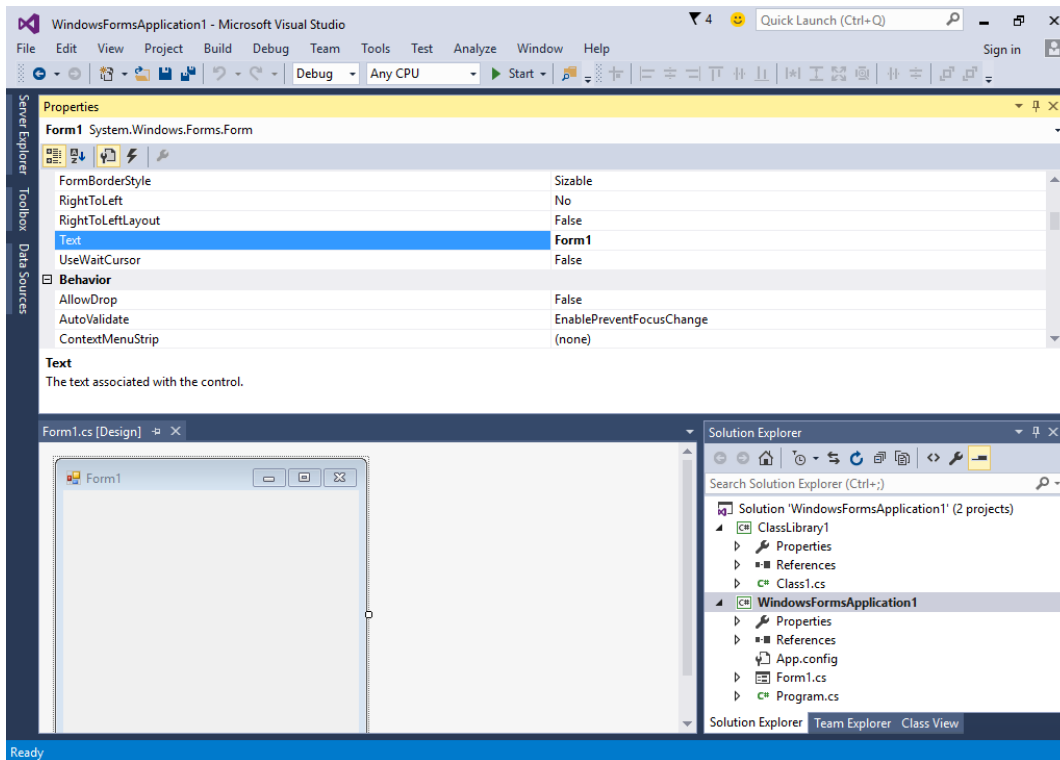 WindowsFormsApplication1 - Microsoft Visual Studio
4
Quick Launch (Ctrl+Q)
File Edit View Project Build Debug Team Tools Test Analyze Window Help
Sign in
Debug Any CPU Start
Server Explorer
Toolbox
Data Sources
Properties
Form1 System.Windows.Forms.Form
FormBorderStyle Sizable
RightToLeft No
RightToLeftLayout False
Text Form1
UseWaitCursor False
Behavior
AllowDrop False
AutoValidate EnablePreventFocusChange
ContextMenuStrip (none)
Text
The text associated with the control.
Form1.cs [Design]
Form1
Solution Explorer
Search Solution Explorer (Ctrl+;)
Solution 'WindowsFormsApplication1' (2 projects)
C# ClassLibrary1
Properties
References
C# Class1.cs
C# WindowsFormsApplication1
Properties
References
App.config
Form1.cs
C# Program.cs
Solution Explorer Team Explorer Class View
Ready